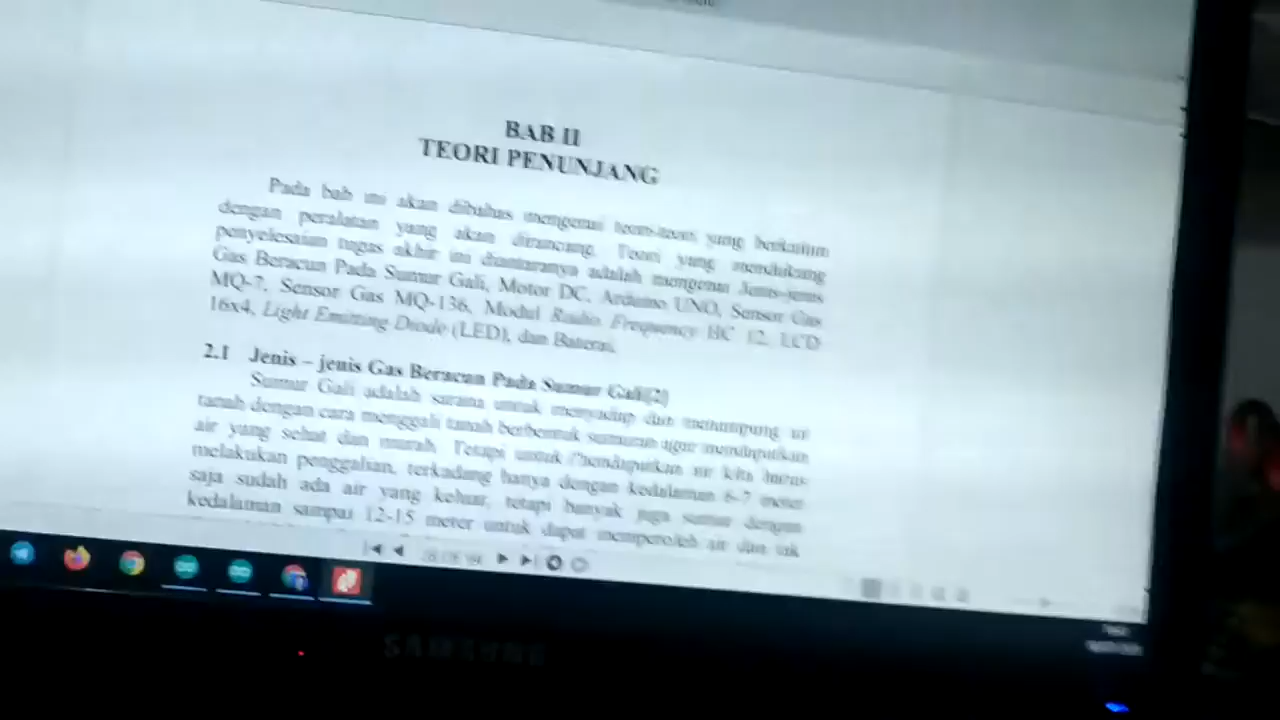 BAB II
TEORI PENUNJANG
Pada bab ini akan dibahas mengenai teori-teori yang berkaitan
dengan peralatan yang akan dirancang. Teori yang mendukung
penyelesaian tugas akhir ini diantaranya adalah mengenai Jenis-jenis
Gas Beracun Pada Sumur Gali, Motor DC, Arduino UNO, Sensor Gas
MQ-7, Sensor Gas MQ-136, Modul Radio Frequency HC 12, LCD
16x4, Light Emitting Diode (LED), dan Baterai.
2.1 Jenis – jenis Gas Beracun Pada Sumur Gali(2)
Sumur Gali adalah sarana untuk menyadap dan menampung air
tanah dengan cara menggali tanah berbentuk sumuran agar mendapatkan
air yang sehat dan murah. Tetapi untuk mendapatkan air kita harus
melakukan penggalian, terkadang hanya dengan kedalaman 6-7 meter
saja sudah ada air yang keluar, tetapi banyak juga sumur dengan
kedalaman sampai 12-15 meter untuk dapat memperoleh air dan tak
SAMSUNG